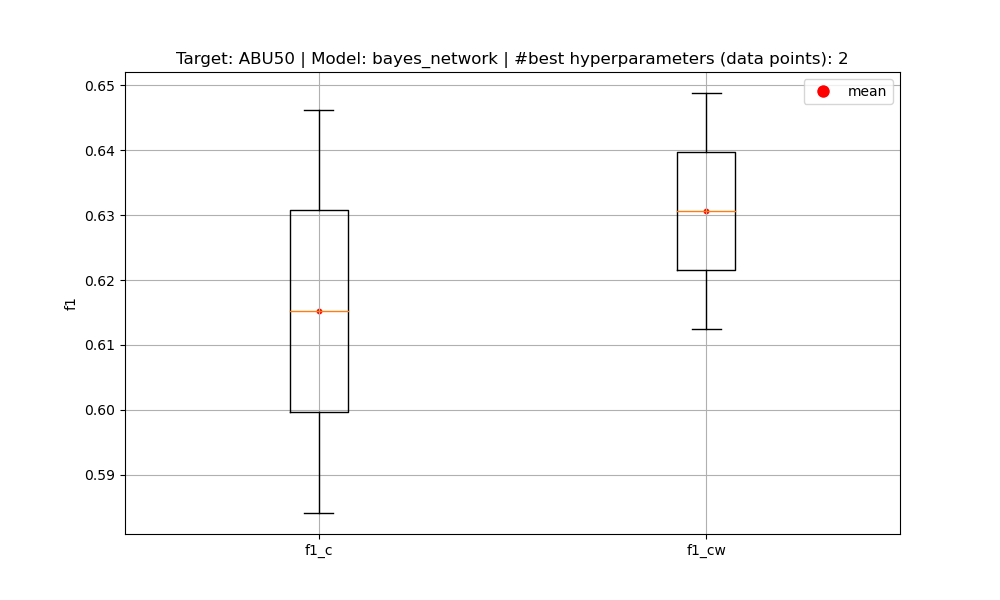 Target: ABU50 | Model: bayes_network | #best hyperparameters (data points): 2
mean
0.65
0.64
0.63
0.62
0.61
0.60
0.59
f1
f1_c
f1_cw